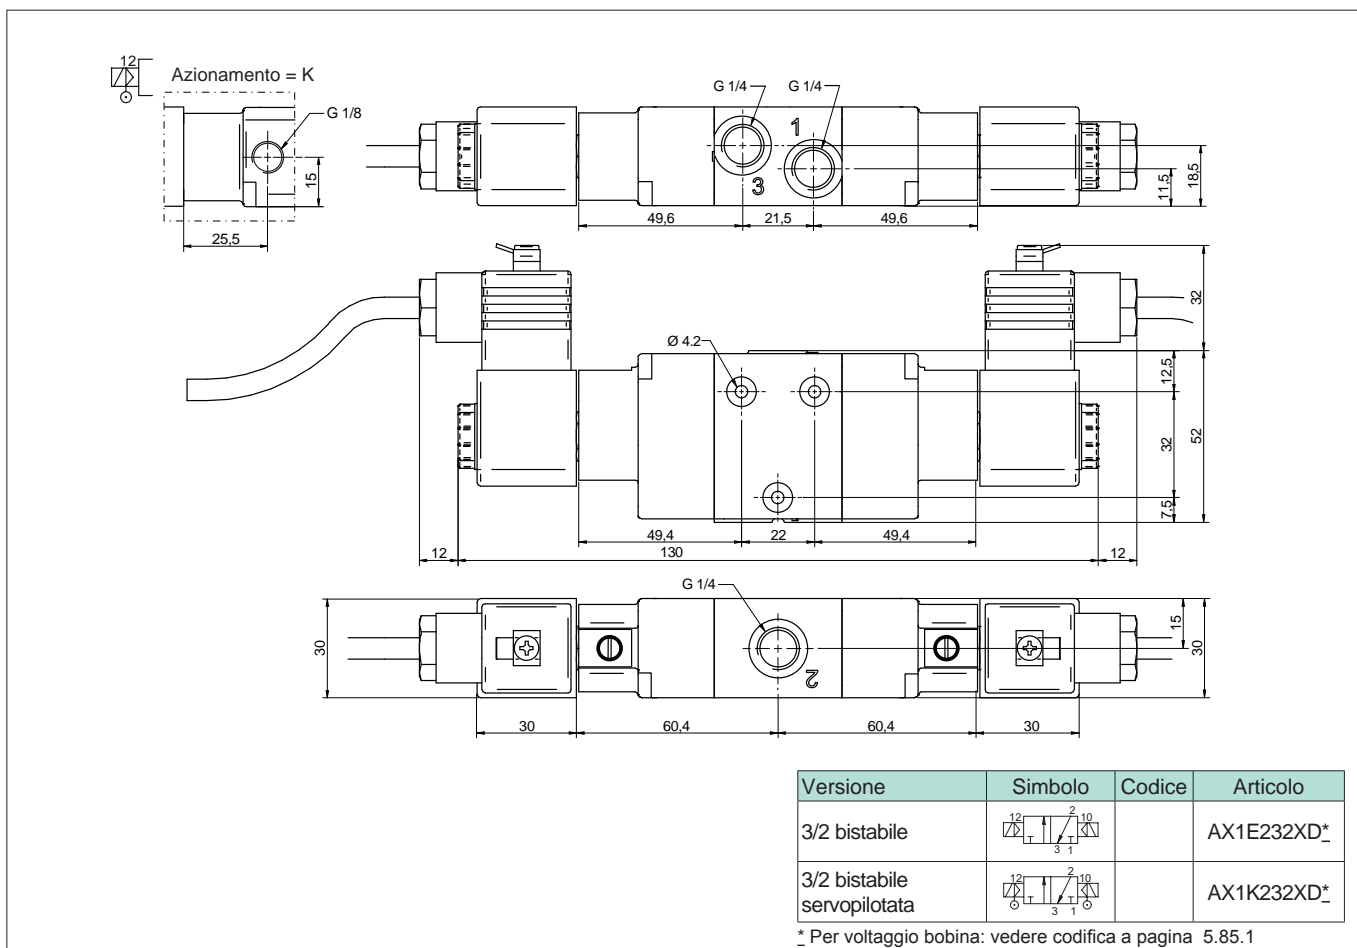 12
Azionamento = K
G 1/8
15
25,5
G 1/4
G 1/4
1
3
49,6
21,5
49,6
11,5
18,5
Ø 4.2
32
12,5
32
52
7,5
49,4
22
49,4
12
130
12
G 1/4
2
30
15
30
30
60,4
60,4
30
Versione Simbolo Codice Articolo
3/2 bistabile
12 2 10 3 1
AX1E232XD*
3/2 bistabile
servopilotata
12 2 10 3 1
AX1K232XD*
* Per voltaggio bobina: vedere codifica a pagina 5.85.1